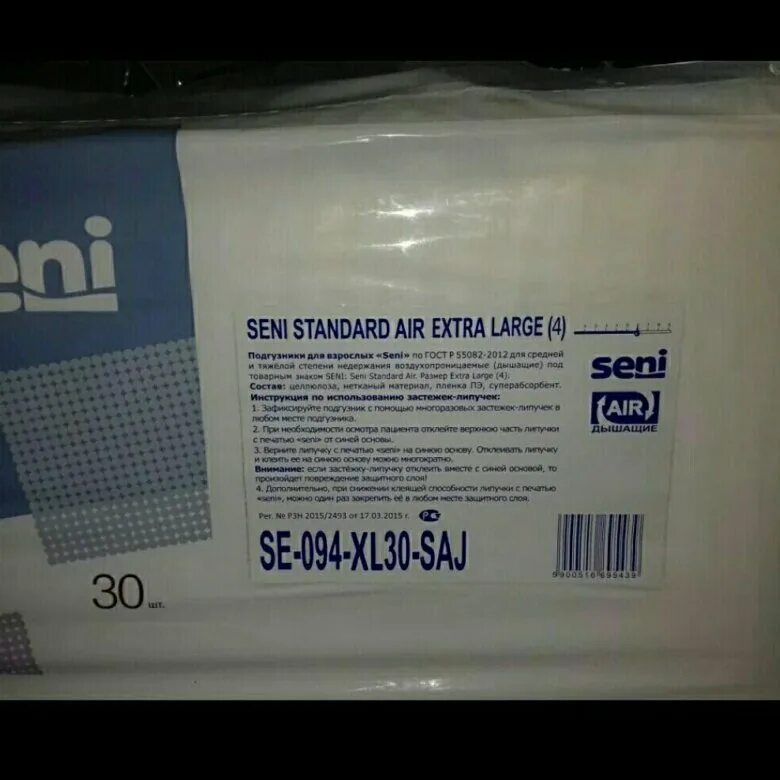 eni
SENI STANDARD AIR EXTRA LARGE (4)
Подгузники для взрослых «Seni» по ГОСТ Р 55082-2012 для средней
и тяжёлой степени недержания воздухопроницаемые (дышащие) под
товарным знаком SENI: Seni Standard Air. Размер Extra Large (4).
Состав: целлюлоза, нетканый материал, пленка ПЭ, суперабсорбент.
Инструкция по использованию застежек-липучек:
1. Зафиксируйте подгузник с помощью многоразовых застежек-липучек в
любом месте подгузника.
2. При необходимости осмотра пациента отклейте верхнюю часть липучки
с печатью «seni» от синей основы.
3. Верните липучку с печатью «seni» на синюю основу. Отклеивать липучку
и клеить ее на синюю основу можно многократно.
Внимание: если застёжку-липучку отклеить вместе с синей основой, то
произойдет повреждение защитного слоя!
4. Дополнительно, при снижении клеящей способности липучки с печатью
«seni», можно один раз закрепить её в любом месте защитного слоя.
Рег. № РЗН 2015/2493 от 17.03.2015 г.
SE-094-XL30-SAJ
seni
AIR
ДЫШАЩИЕ
9900516 699439
30 шт.